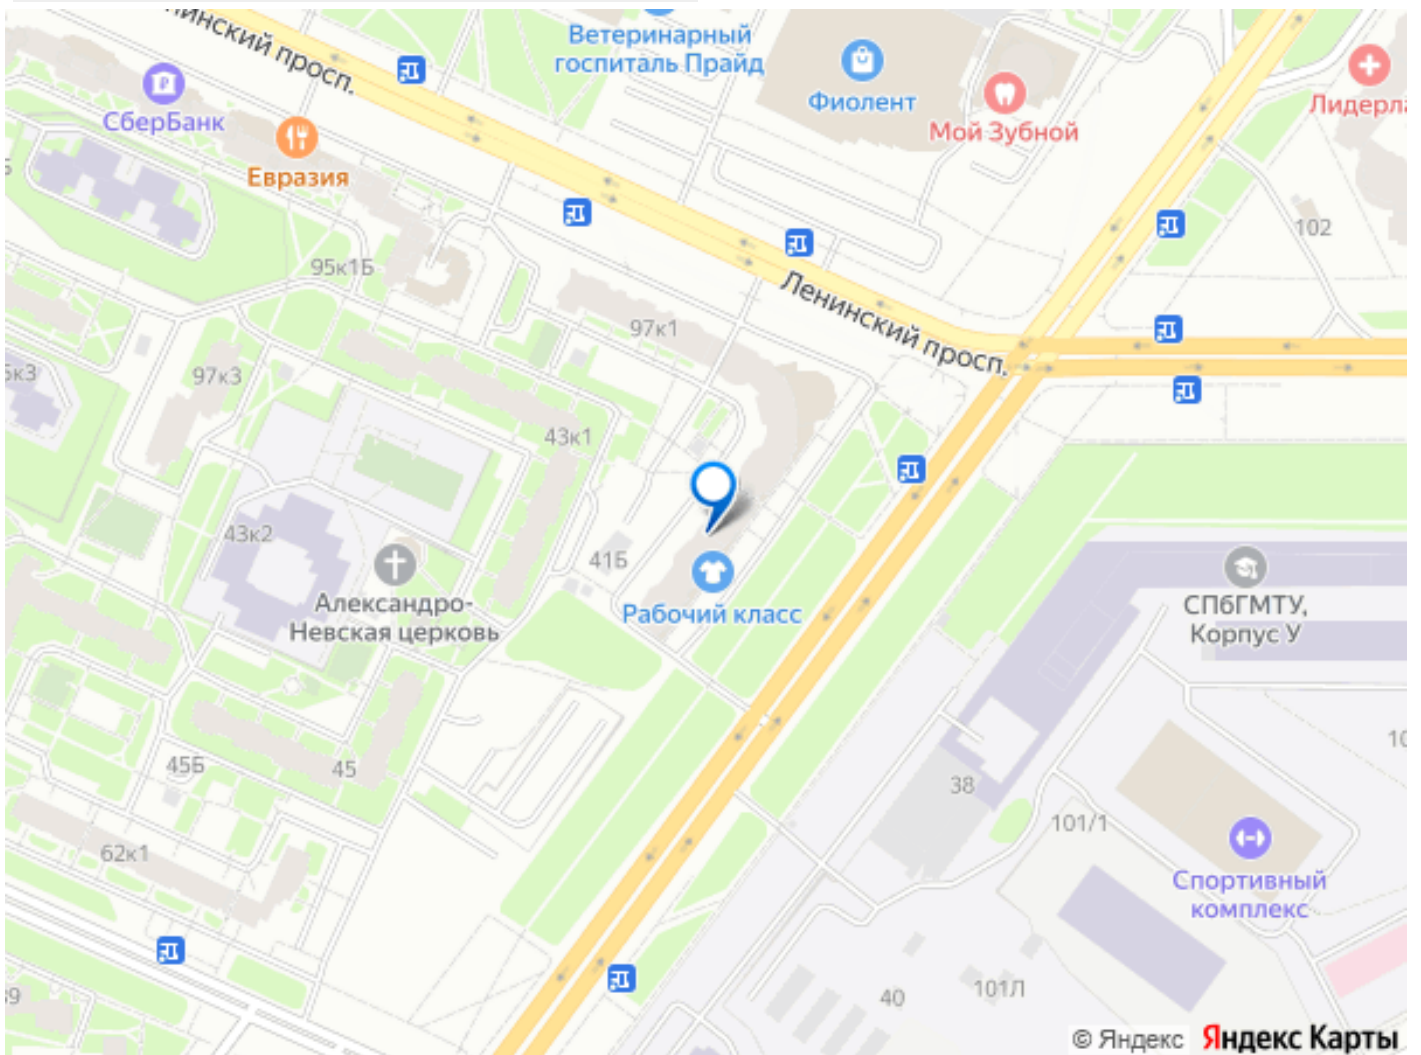 Ленинский просп.
СберБанк
Евразия
Ветеринарный
госпиталь Прайд
Фиолент
Мой Зубной
95к1Б
97к1
102
Ленинский просп.
97к3
43к1
43к2
41Б
Александро-
Невская церковь
Рабочий класс
СПбГМТУ,
Корпус У
45Б
45
62к1
38
101/1
Спортивный
комплекс
40
101Л
© Яндекс Яндекс Карты